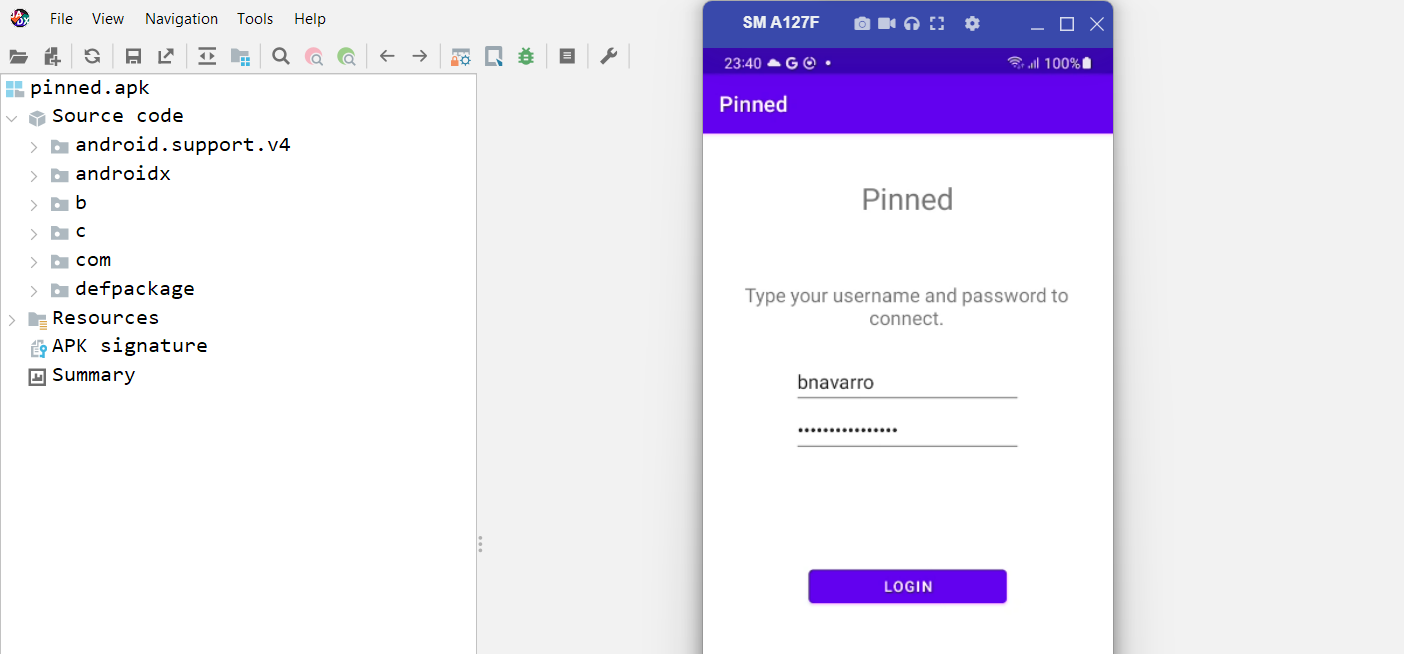 File View Navigation Tools Help
pinned.apk
Source code
android.support.v4
androidx
b
c
com
defpackage
Resources
APK signature
Summary
SM A127F
23:40 G 100%
Pinned
Pinned
Type your username and password to
connect.
bnavarro
••••••••••••••••
LOGIN